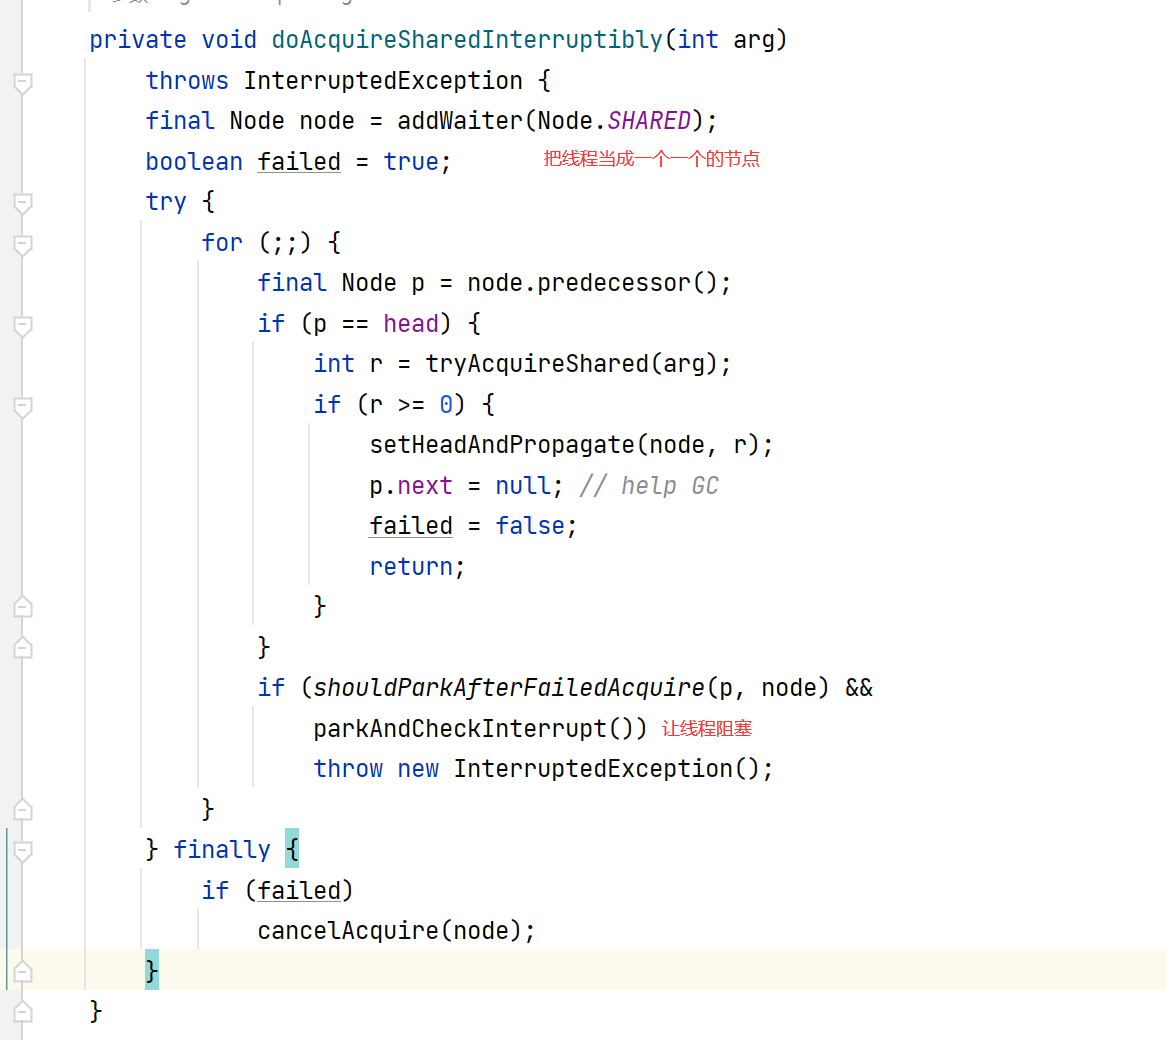 private void doAcquireSharedInterruptibly(int arg)
throws InterruptedException {
final Node node = addWaiter(Node.SHARED);
boolean failed = true; 把线程当成一个一个的节点
try {
for (;;) {
final Node p = node.predecessor();
if (p == head) {
int r = tryAcquireShared(arg);
if (r >= 0) {
setHeadAndPropagate(node, r);
p.next = null; // help GC
failed = false;
return;
}
}
if (shouldParkAfterFailedAcquire(p, node) &&
parkAndCheckInterrupt()) 让线程阻塞
throw new InterruptedException();
}
} finally {
if (failed)
cancelAcquire(node);
}
}